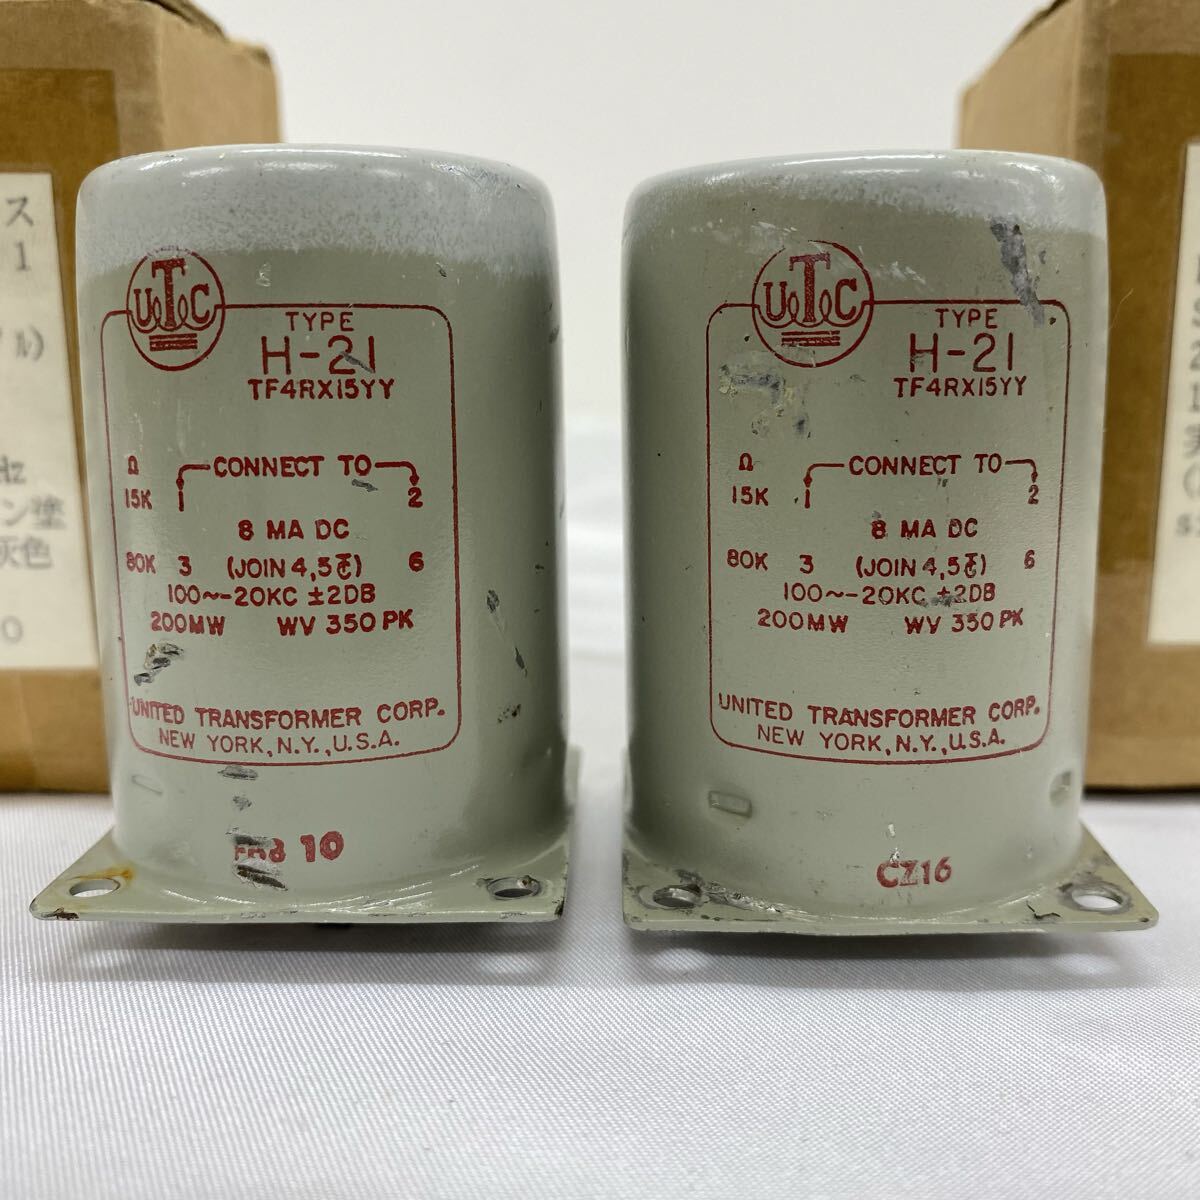 ス
1
ル)
Hz
ン塗
灰色
0
UTC
TYPE
H-21
TF4RX15YY
Ω CONNECT TO
15K 1 2
8 MA DC
80K 3 (JOIN 4,5) 6
100~-20KC ±2DB
200MW WV 350 PK
UNITED TRANSFORMER CORP.
NEW YORK, N.Y., U.S.A.
10
UTC
TYPE
H-21
TF4RX15YY
Ω CONNECT TO
15K 1 2
8 MA DC
80K 3 (JOIN 4,5) 6
100~-20KC ±2DB
200MW WV 350 PK
UNITED TRANSFORMER CORP.
NEW YORK, N.Y., U.S.A.
CZ16